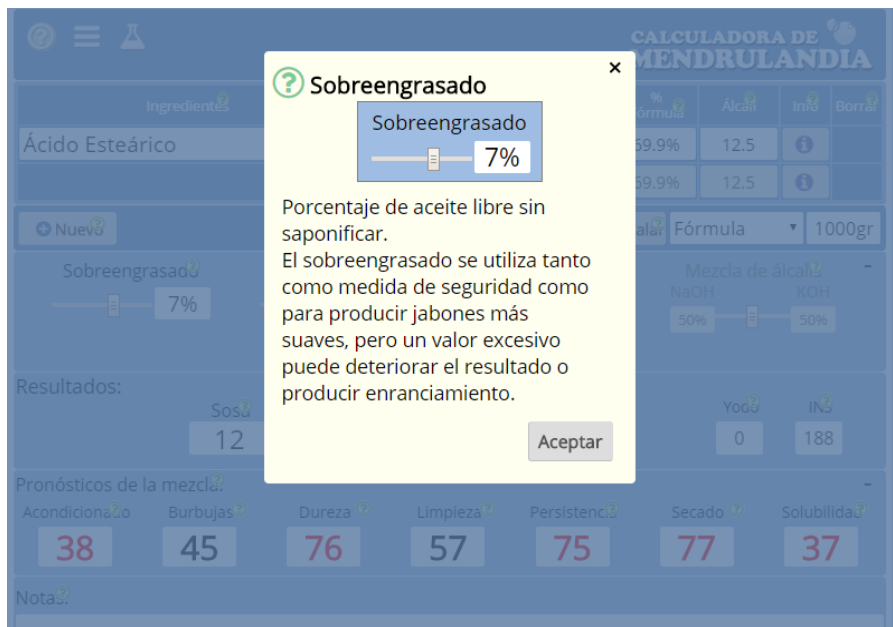 CALCULADORA DE
MENDRULANDIA
Sobreengrasado
×
Sobreengrasado
7%
Porcentaje de aceite libre sin
saponificar.
El sobreengrasado se utiliza tanto
como medida de seguridad como
para producir jabones más
suaves, pero un valor excesivo
puede deteriorar el resultado o
producir enranciamiento.
Aceptar
Ingredientes
Álcali
Info
Borrar
Ácido Esteárico
69.9% 12.5
69.9% 12.5
Nuevo
Fórmula
1000gr
Sobreengrasado
7%
Mezcla de álcalis
-
NaOH KOH
50% 50%
Resultados:
Sosa Yodo INS
12 0 188
Pronósticos de la mezcla:
-
Acondicionado Burbujas Dureza Limpieza Persistencia Secado Solubilidad
38 45 76 57 75 77 37
Notas: